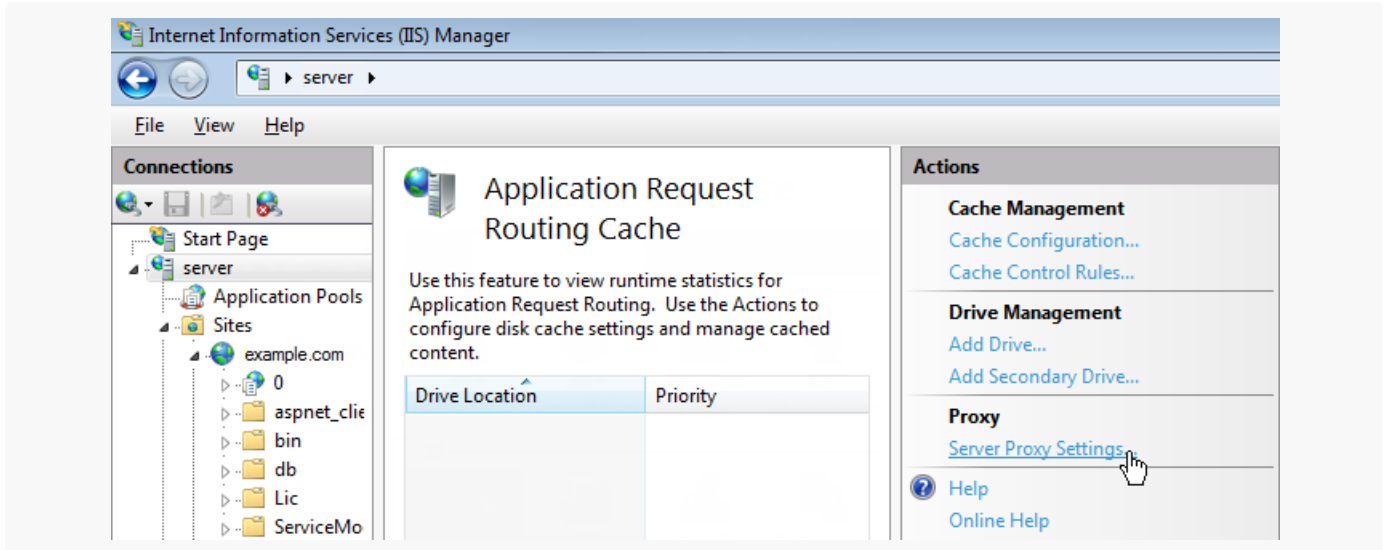 Internet Information Services (IIS) Manager
server
File View Help
Connections
Start Page
server
Application Pools
Sites
example.com
0
aspnet_clie
bin
db
Lic
ServiceMo
Application Request
Routing Cache
Use this feature to view runtime statistics for
Application Request Routing. Use the Actions to
configure disk cache settings and manage cached
content.
Drive Location Priority
Actions
Cache Management
Cache Configuration...
Cache Control Rules...
Drive Management
Add Drive...
Add Secondary Drive...
Proxy
Server Proxy Settings...
Help
Online Help